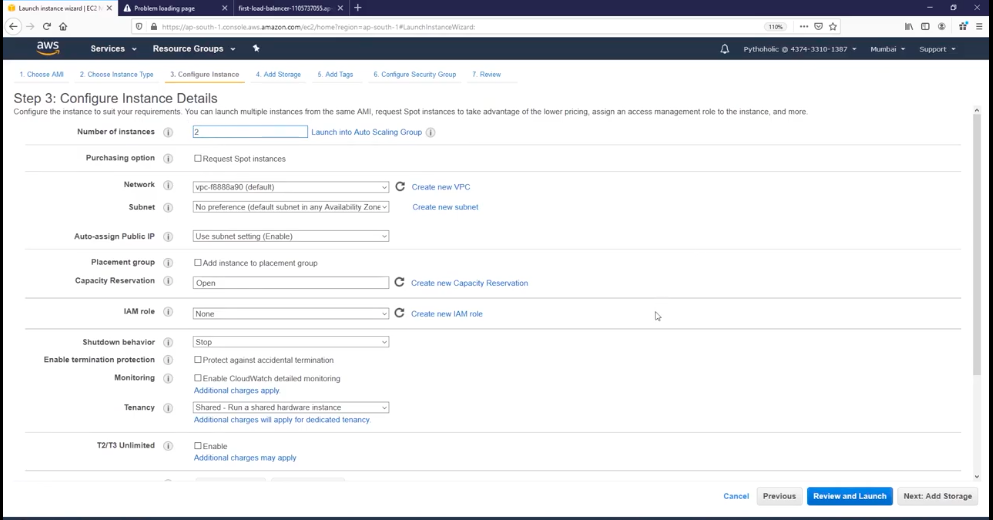 Launch instance wizard | EC2 M
Problem loading page
first-load-balancer-1105737055.ap
https://ap-south-1.console.aws.amazon.com/ec2/home?region=ap-south-1#LaunchInstanceWizard:
110%
aws
Services
Resource Groups
Pythoholic @ 4374-3310-1387
Mumbai
Support
1. Choose AMI
2. Choose Instance Type
3. Configure Instance
4. Add Storage
5. Add Tags
6. Configure Security Group
7. Review
Step 3: Configure Instance Details
Configure the instance to suit your requirements. You can launch multiple instances from the same AMI, request Spot instances to take advantage of the lower pricing, assign an access management role to the instance, and more.
Number of instances
2
Launch into Auto Scaling Group
Purchasing option
Request Spot instances
Network
vpc-f8888a90 (default)
Create new VPC
Subnet
No preference (default subnet in any Availability Zone
Create new subnet
Auto-assign Public IP
Use subnet setting (Enable)
Placement group
Add instance to placement group
Capacity Reservation
Open
Create new Capacity Reservation
IAM role
None
Create new IAM role
Shutdown behavior
Stop
Enable termination protection
Protect against accidental termination
Monitoring
Enable CloudWatch detailed monitoring
Additional charges apply.
Tenancy
Shared - Run a shared hardware instance
Additional charges will apply for dedicated tenancy.
T2/T3 Unlimited
Enable
Additional charges may apply
Cancel
Previous
Review and Launch
Next: Add Storage